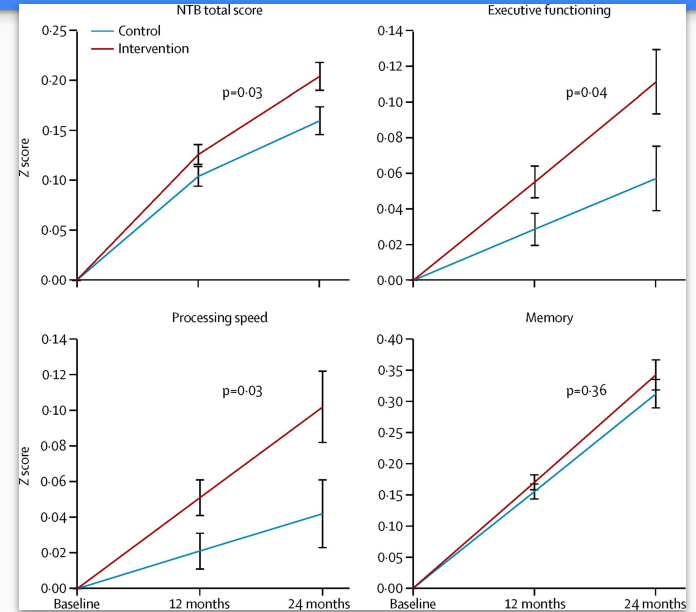 NTB total score
Control
Intervention
p=0·03
Z score
0·25
0·20
0·15
0·10
0·05
0·00
Executive functioning
p=0·04
0·14
0·12
0·10
0·08
0·06
0·04
0·02
0·00
Processing speed
p=0·03
Z score
0·14
0·12
0·10
0·08
0·06
0·04
0·02
0·00
Baseline
12 months
24 months
Memory
p=0·36
0·40
0·35
0·30
0·25
0·20
0·15
0·10
0·05
0·00
Baseline
12 months
24 months